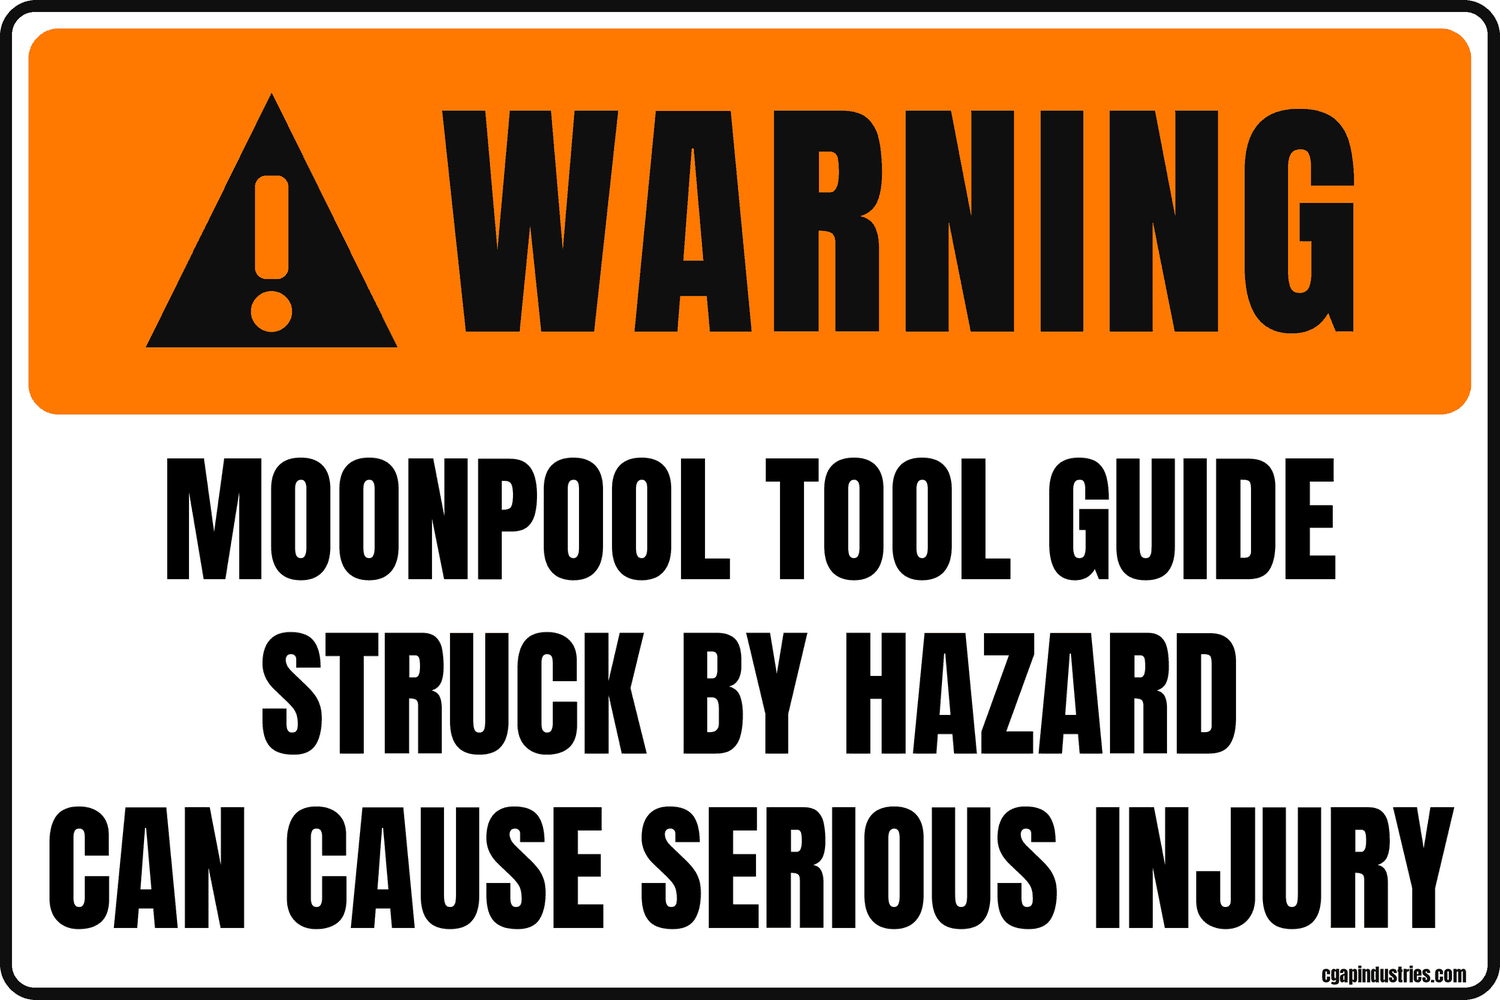 WARNING
MOONPOOL TOOL GUIDE
STRUCK BY HAZARD
CAN CAUSE SERIOUS INJURY
cgapindustries.com